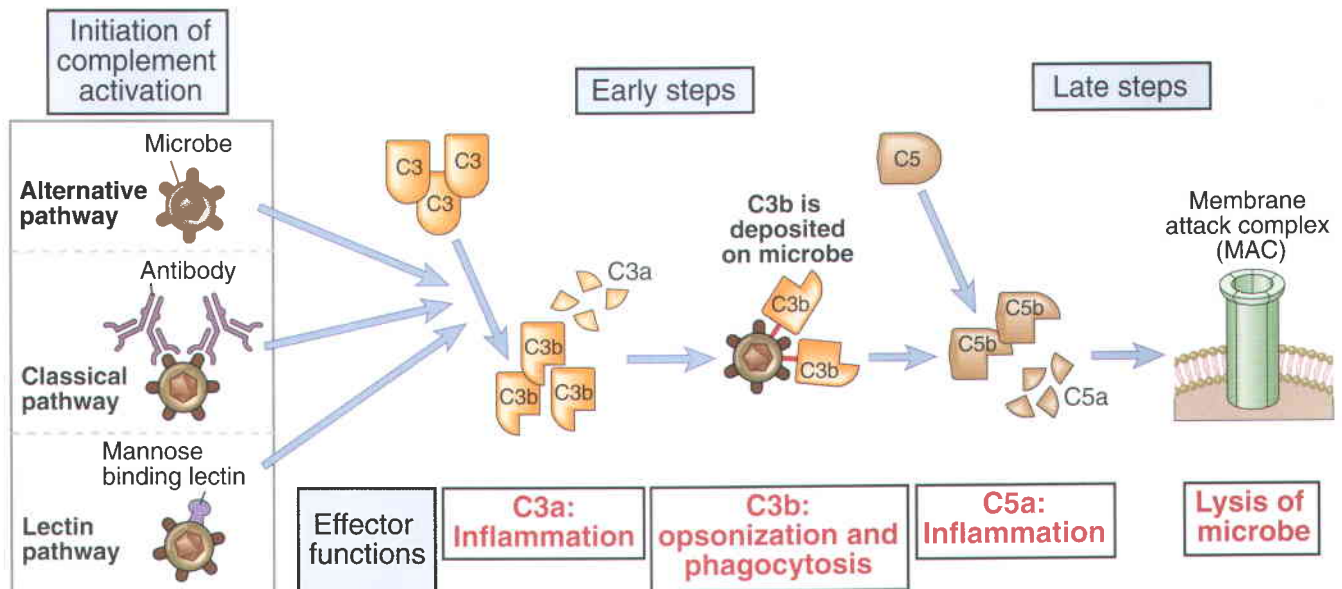 Initiation of
complement
activation
Early steps
Late steps
Microbe
Alternative
pathway
Antibody
Classical
pathway
Mannose
binding lectin
Lectin
pathway
C3
C3
C3
C3a
C3b
C3b
C3b
C3b is
deposited
on microbe
C3b
C3b
C5
C5b
C5b
C5a
Membrane
attack complex
(MAC)
Effector
functions
C3a:
Inflammation
C3b:
opsonization and
phagocytosis
C5a:
Inflammation
Lysis of
microbe